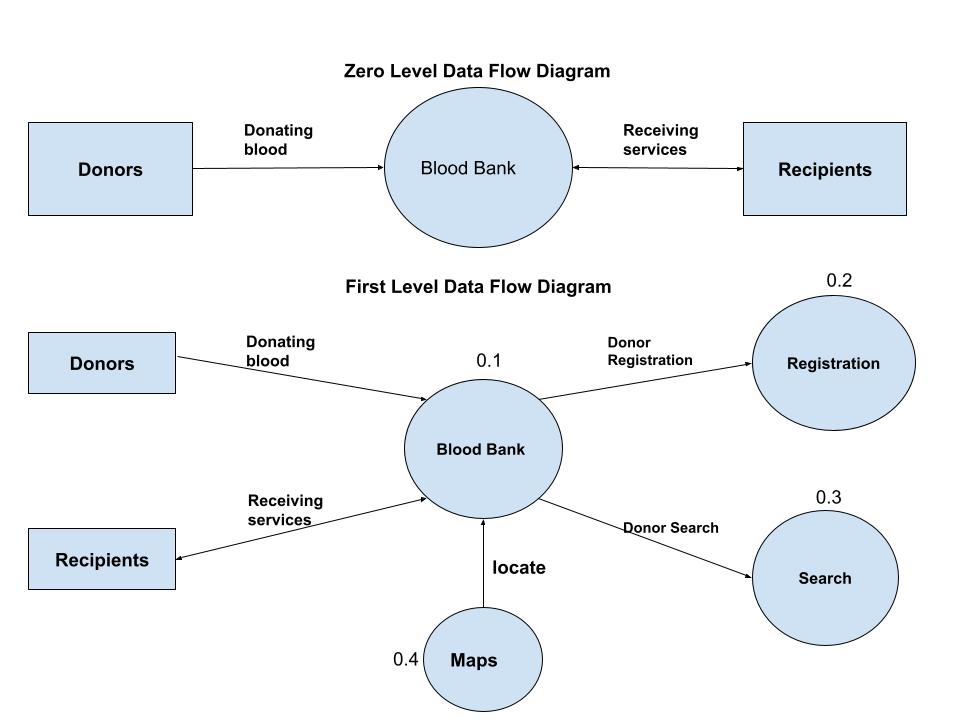 Zero Level Data Flow Diagram
Donors
Donating
blood
Blood Bank
Receiving
services
Recipients
First Level Data Flow Diagram
0.2
Donors
Donating
blood
0.1
Donor
Registration
Registration
Blood Bank
Receiving
services
0.3
Donor Search
Recipients
locate
Search
0.4
Maps